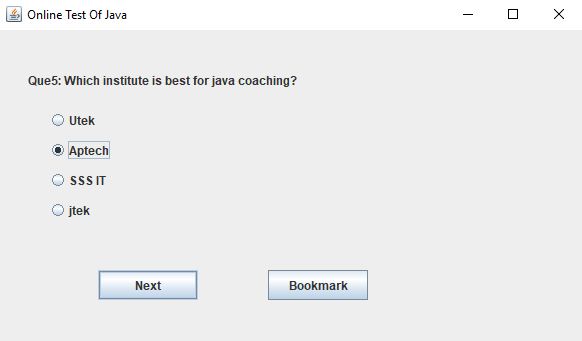 Online Test Of Java
Que5: Which institute is best for java coaching?
Utek
Aptech
SSS IT
jtek
Next Bookmark